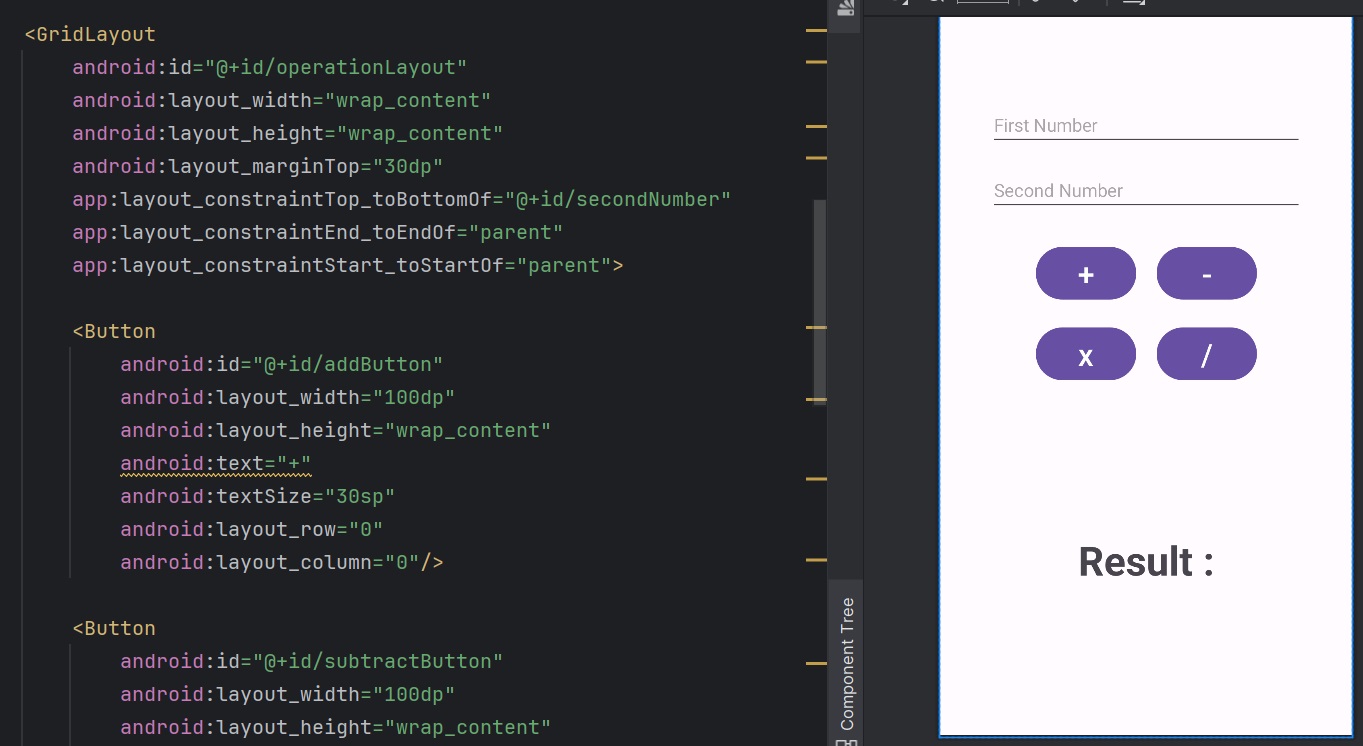 <GridLayout
android:id="@+id/operationLayout"
android:layout_width="wrap_content"
android:layout_height="wrap_content"
android:layout_marginTop="30dp"
app:layout_constraintTop_toBottomOf="@+id/secondNumber"
app:layout_constraintEnd_toEndOf="parent"
app:layout_constraintStart_toStartOf="parent">
<Button
android:id="@+id/addButton"
android:layout_width="100dp"
android:layout_height="wrap_content"
android:text="+"
android:textSize="30sp"
android:layout_row="0"
android:layout_column="0"/>
<Button
android:id="@+id/subtractButton"
android:layout_width="100dp"
android:layout_height="wrap_content"
Component Tree
First Number
Second Number
+ -
x /
Result :